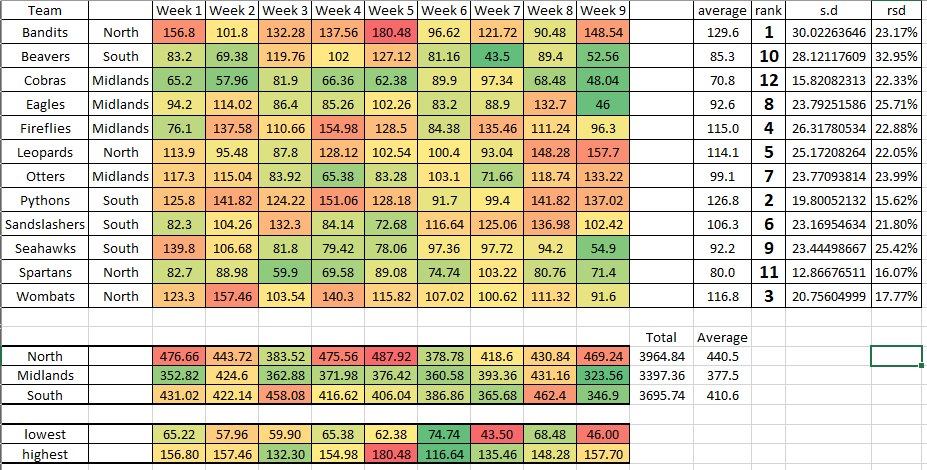 Team Week 1 Week 2 Week 3 Week 4 Week 5 Week 6 Week 7 Week 8 Week 9 average rank s.d rsd
Bandits North 156.8 101.8 132.28 137.56 180.48 96.62 121.72 90.48 148.54 129.6 1 30.02263646 23.17%
Beavers South 83.2 69.38 119.76 102 127.12 81.16 43.5 89.4 52.56 85.3 10 28.12117609 32.95%
Cobras Midlands 65.2 57.96 81.9 66.36 62.38 89.9 97.34 68.48 48.04 70.8 12 15.82082313 22.33%
Eagles Midlands 94.2 114.02 86.4 85.26 102.26 83.2 88.9 132.7 46 92.6 8 23.79251586 25.71%
Fireflies Midlands 76.1 137.58 110.66 154.98 128.5 84.38 135.46 111.24 96.3 115.0 4 26.31780534 22.88%
Leopards North 113.9 95.48 87.8 128.12 102.54 100.4 93.04 148.28 157.7 114.1 5 25.17208264 22.05%
Otters Midlands 117.3 115.04 83.92 65.38 83.28 103.1 71.66 118.74 133.22 99.1 7 23.77093814 23.99%
Pythons South 125.8 141.82 124.22 151.06 128.18 91.7 99.4 141.82 137.02 126.8 2 19.80052132 15.62%
Sandslashers South 82.3 104.26 132.3 84.14 72.68 116.64 125.06 136.98 102.42 106.3 6 23.16954634 21.80%
Seahawks South 139.8 106.68 81.8 79.42 78.06 97.36 97.72 94.2 54.9 92.2 9 23.44498667 25.42%
Spartans North 82.7 88.98 59.9 69.58 89.08 74.74 103.22 80.76 71.4 80.0 11 12.86676511 16.07%
Wombats North 123.3 157.46 103.54 140.3 115.82 107.02 100.62 111.32 91.6 116.8 3 20.75604999 17.77%
Total Average
North 476.66 443.72 383.52 475.56 487.92 378.78 418.6 430.84 469.24 3964.84 440.5
Midlands 352.82 424.6 362.88 371.98 376.42 360.58 393.36 431.16 323.56 3397.36 377.5
South 431.02 422.14 458.08 416.62 406.04 386.86 365.68 462.4 346.9 3695.74 410.6
lowest 65.22 57.96 59.90 65.38 62.38 74.74 43.50 68.48 46.00
highest 156.80 157.46 132.30 154.98 180.48 116.64 135.46 148.28 157.70